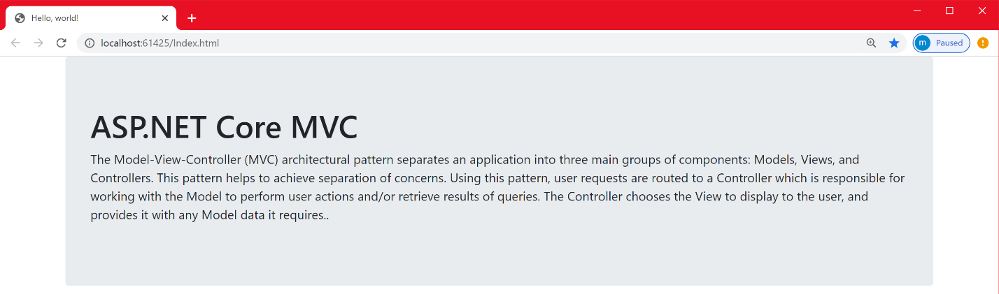 Hello, world!
localhost:61425/Index.html
m Paused
ASP.NET Core MVC
The Model-View-Controller (MVC) architectural pattern separates an application into three main groups of components: Models, Views, and
Controllers. This pattern helps to achieve separation of concerns. Using this pattern, user requests are routed to a Controller which is responsible for
working with the Model to perform user actions and/or retrieve results of queries. The Controller chooses the View to display to the user, and
provides it with any Model data it requires..